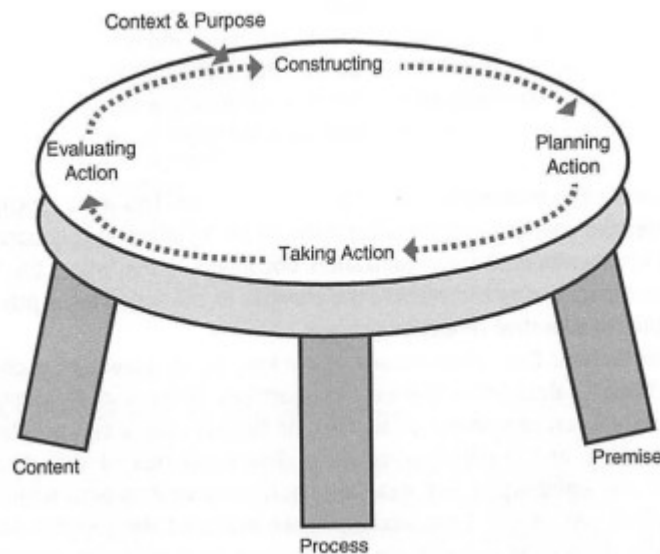 Context & Purpose
Constructing
Evaluating
Action
Planning
Action
Taking Action
Content
Premise
Process